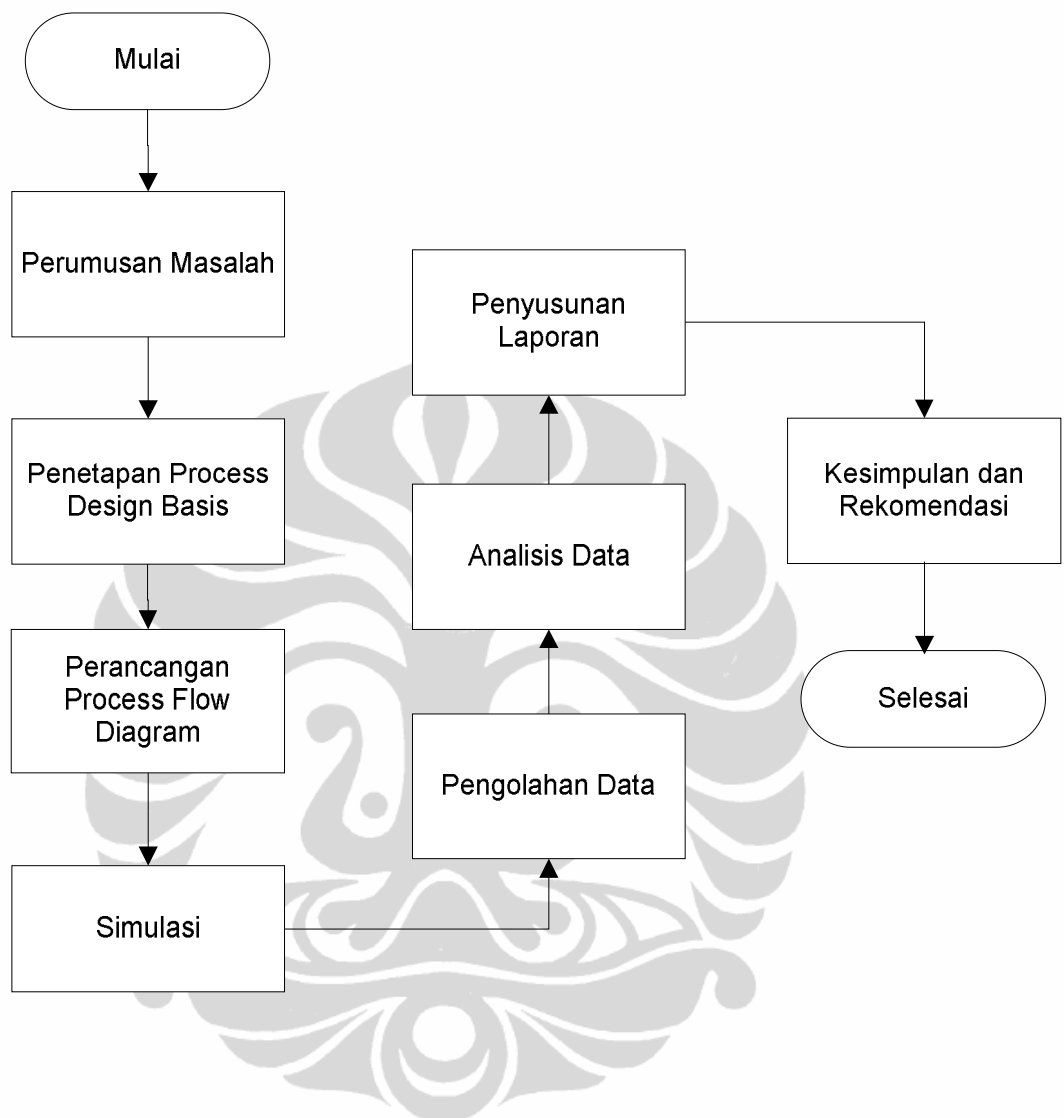 Mulai
Perumusan Masalah
Penetapan Process
Design Basis
Perancangan
Process Flow
Diagram
Simulasi
Pengolahan Data
Analisis Data
Penyusunan
Laporan
Kesimpulan dan
Rekomendasi
Selesai